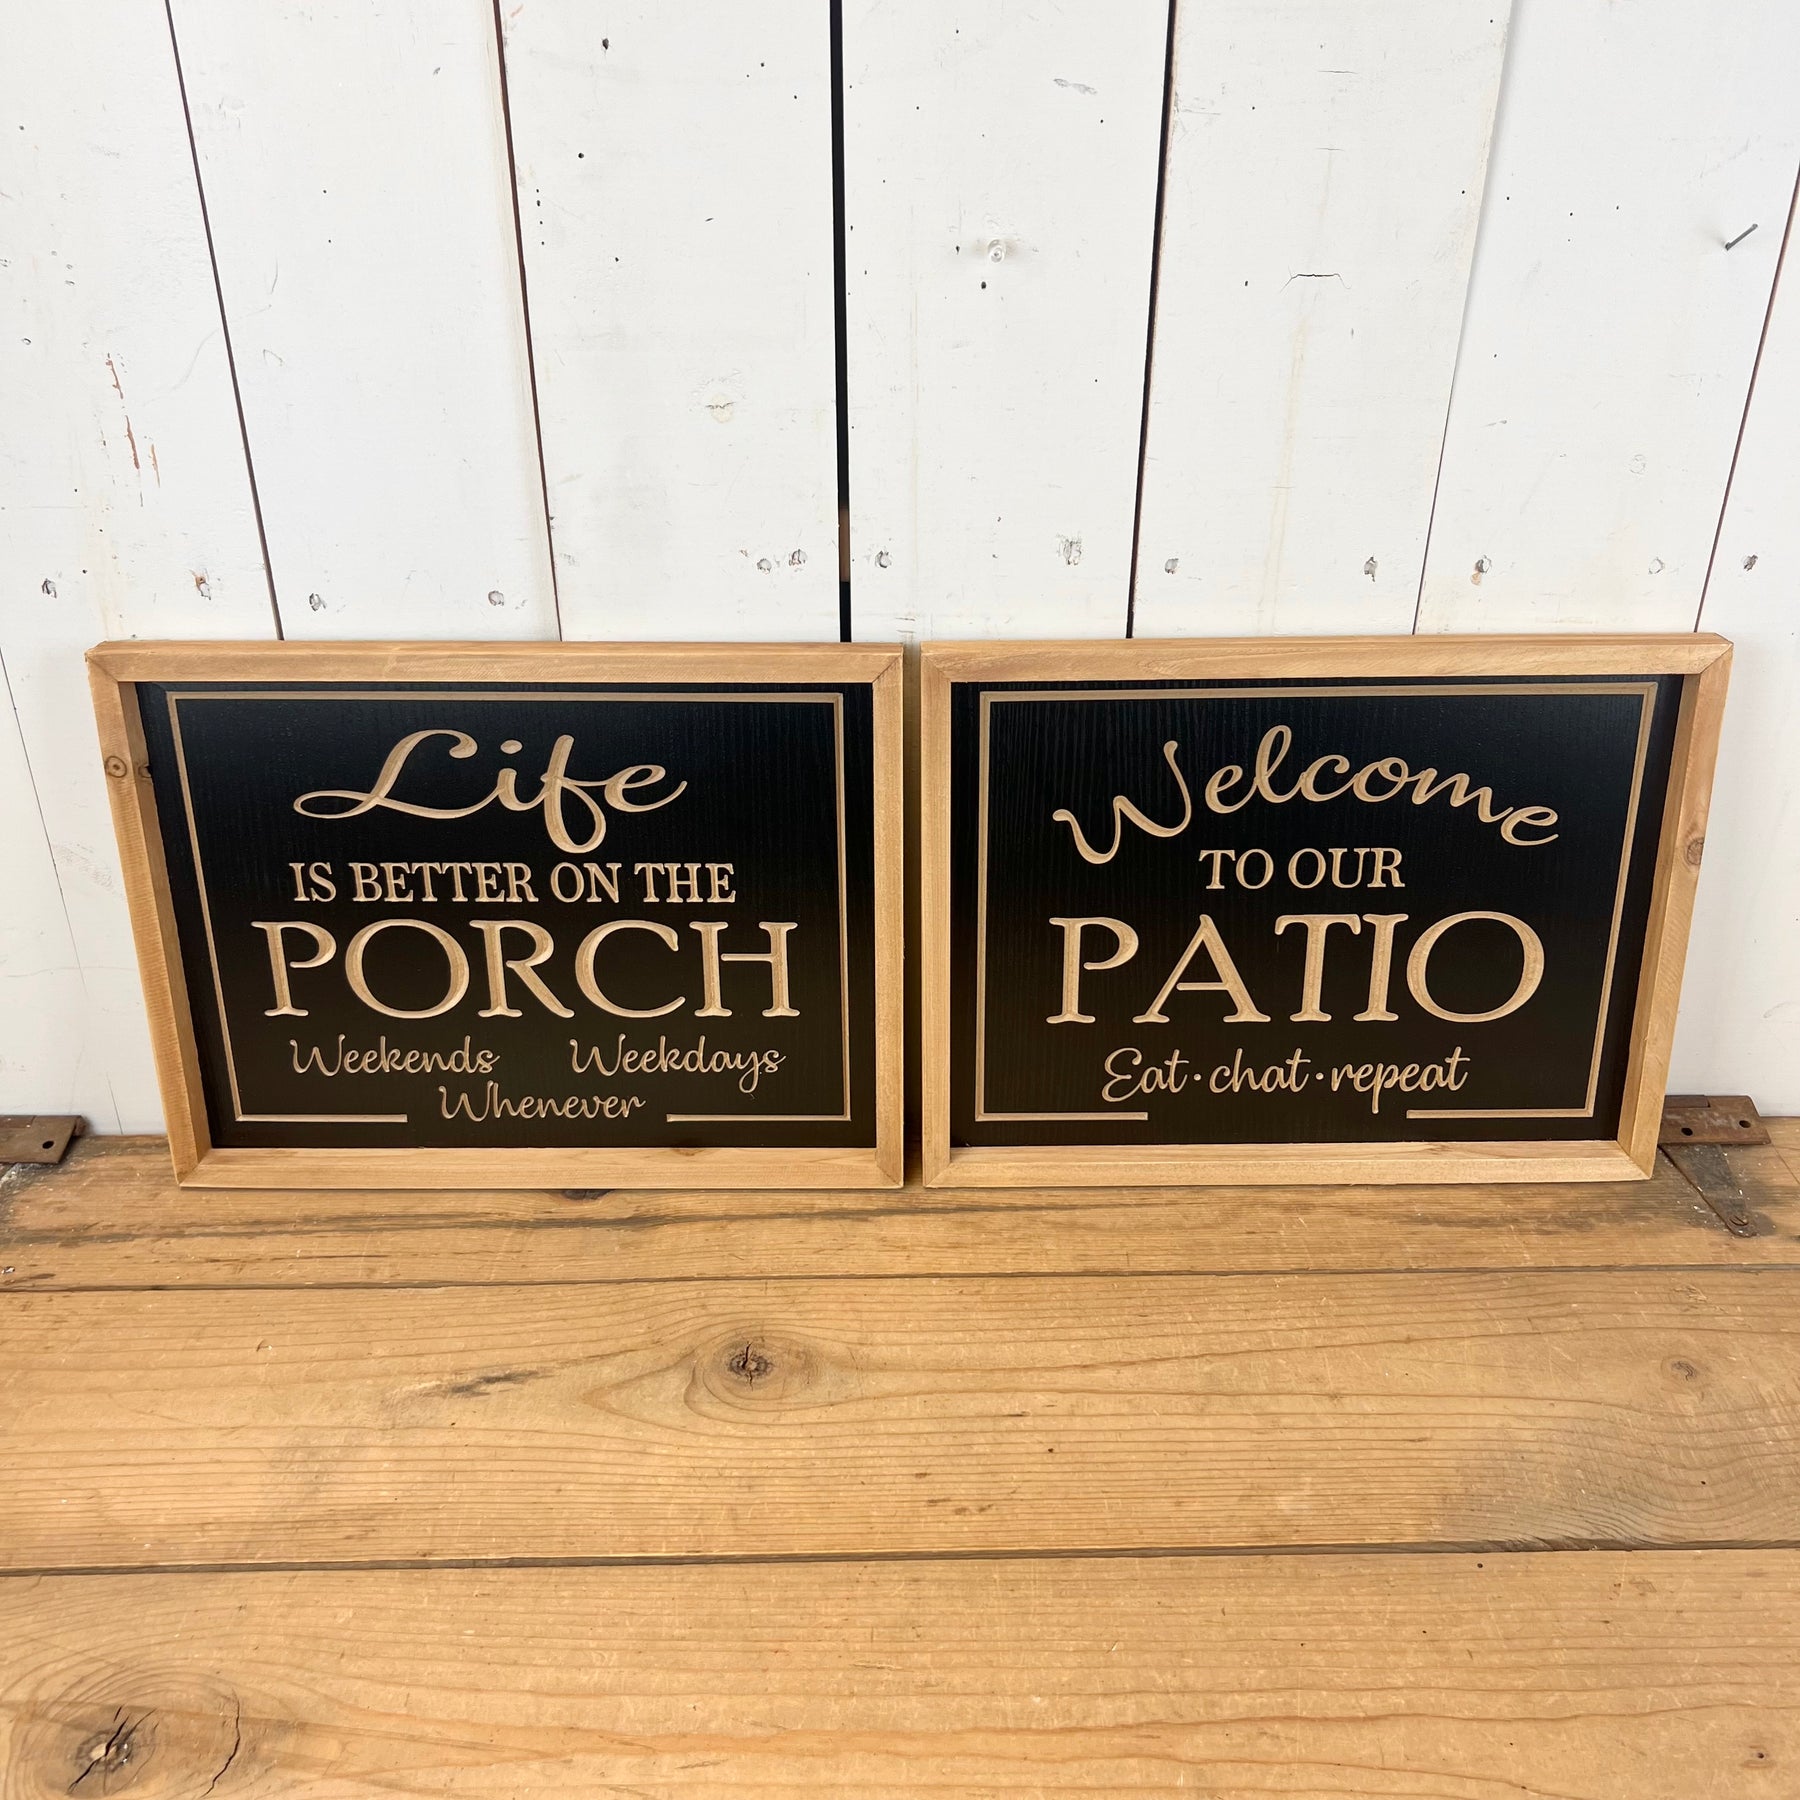 Life
IS BETTER ON THE
PORCH
Weekends Weekdays
Whenever
Welcome
TO OUR
PATIO
Eat·chat·repeat